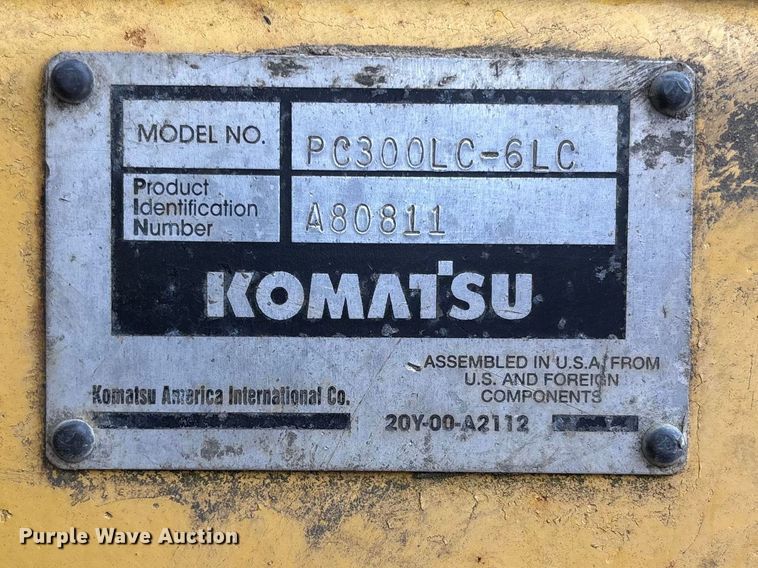 MODEL NO. PC300LC-6LC
Product
Identification
Number
A80811
KOMATSU
ASSEMBLED IN U.S.A. FROM
U.S. AND FOREIGN
COMPONENTS
Komatsu America International Co.
20Y-00-A2112
Purple Wave Auction